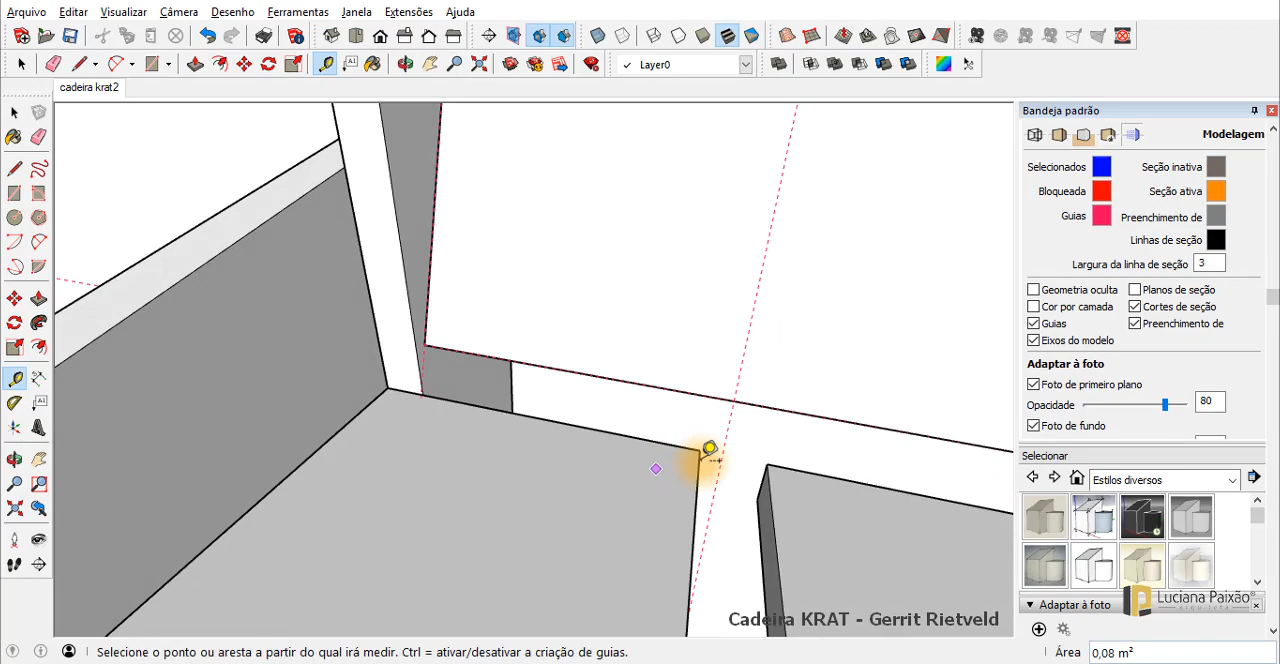 Arquivo Editar Visualizar Câmera Desenho Ferramentas Janela Extensões Ajuda
Layer0
cadeira krat2
Bandeja padrão
Modelagem
Selecionados Seção inativa
Bloqueada Seção ativa
Guias Preenchimento de
Linhas de seção
Largura da linha de seção 3
Geometria oculta Planos de seção
Cor por camada Cortes de seção
Guias Preenchimento de
Eixos do modelo
Adaptar à foto
Foto de primeiro plano
Opacidade 80
Foto de fundo
Selecionar
Estilos diversos
Luciana Paixão®
arquiteta
Adaptar à foto
Cadeira KRAT - Gerrit Rietveld
Selecione o ponto ou aresta a partir do qual irá medir. Ctrl = ativar/desativar a criação de guias.
Área 0,08 m²